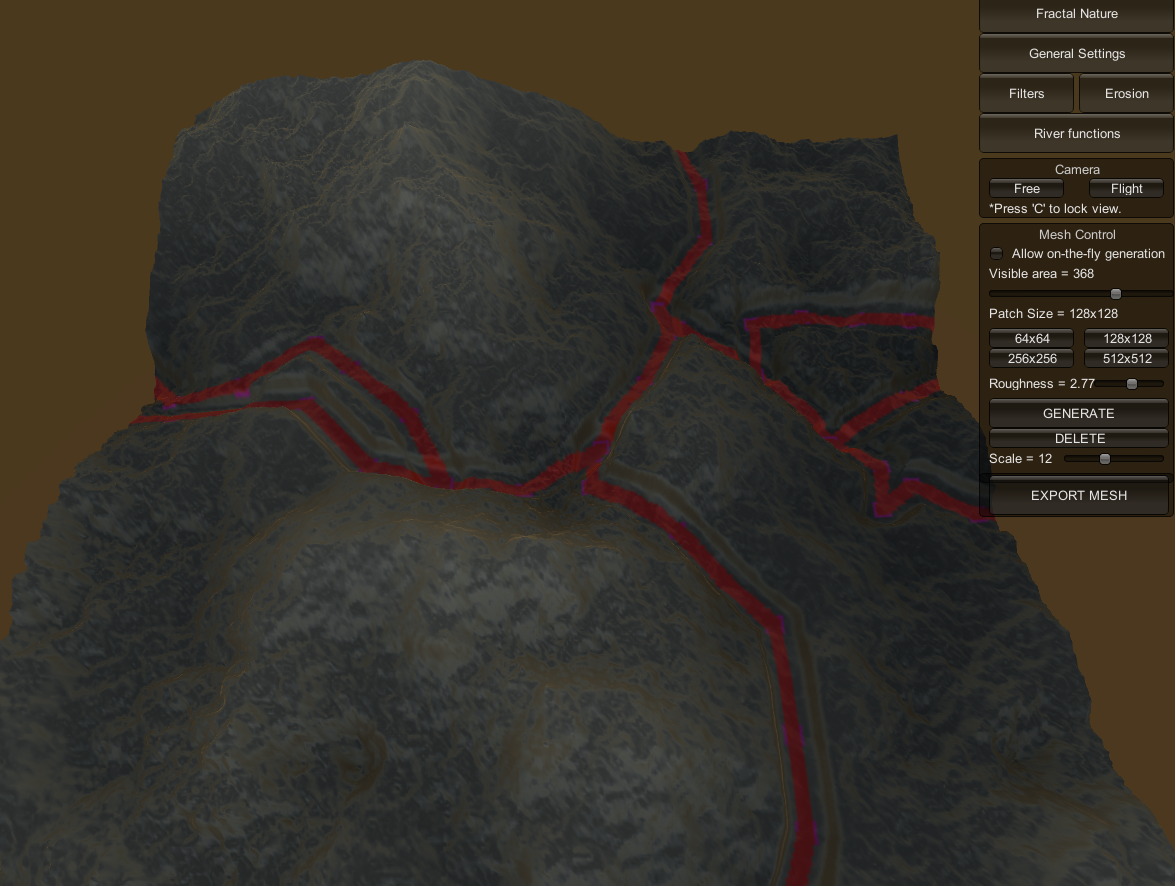 Fractal Nature
General Settings
Filters Erosion
River functions
Camera
Free Flight
*Press 'C' to lock view.
Mesh Control
Allow on-the-fly generation
Visible area = 368
Patch Size = 128x128
64x64 128x128
256x256 512x512
Roughness = 2.77
GENERATE
DELETE
Scale = 12
EXPORT MESH